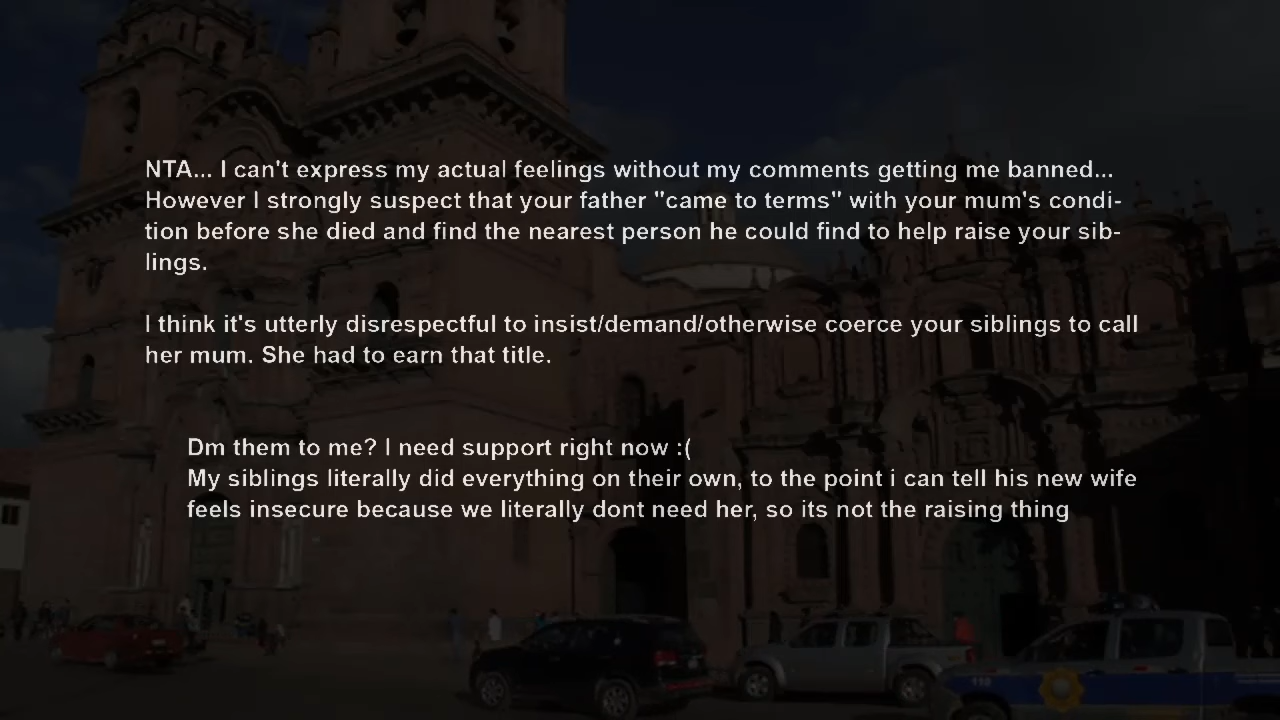 NTA... I can't express my actual feelings without my comments getting me banned...
However I strongly suspect that your father "came to terms" with your mum's condi-
tion before she died and find the nearest person he could find to help raise your sib-
lings.
I think it's utterly disrespectful to insist/demand/otherwise coerce your siblings to call
her mum. She had to earn that title.
Dm them to me? I need support right now :(
My siblings literally did everything on their own, to the point i can tell his new wife
feels insecure because we literally dont need her, so its not the raising thing
110